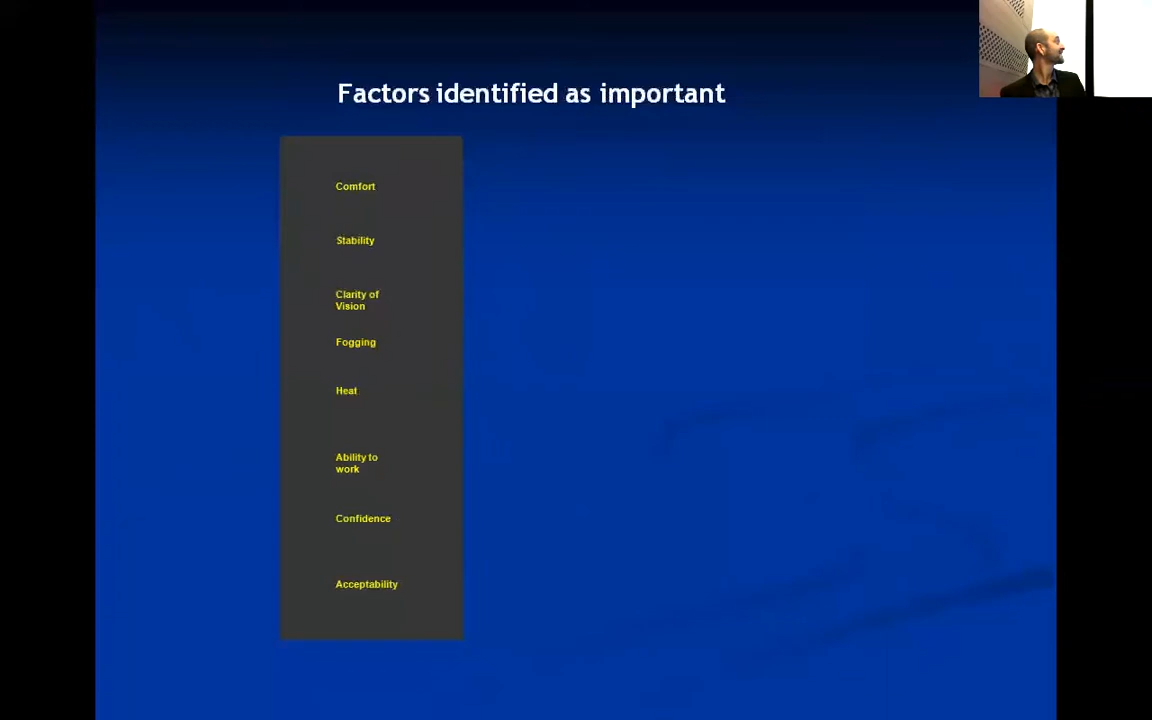 Factors identified as important
Comfort
Stability
Clarity of
Vision
Fogging
Heat
Ability to
work
Confidence
Acceptability